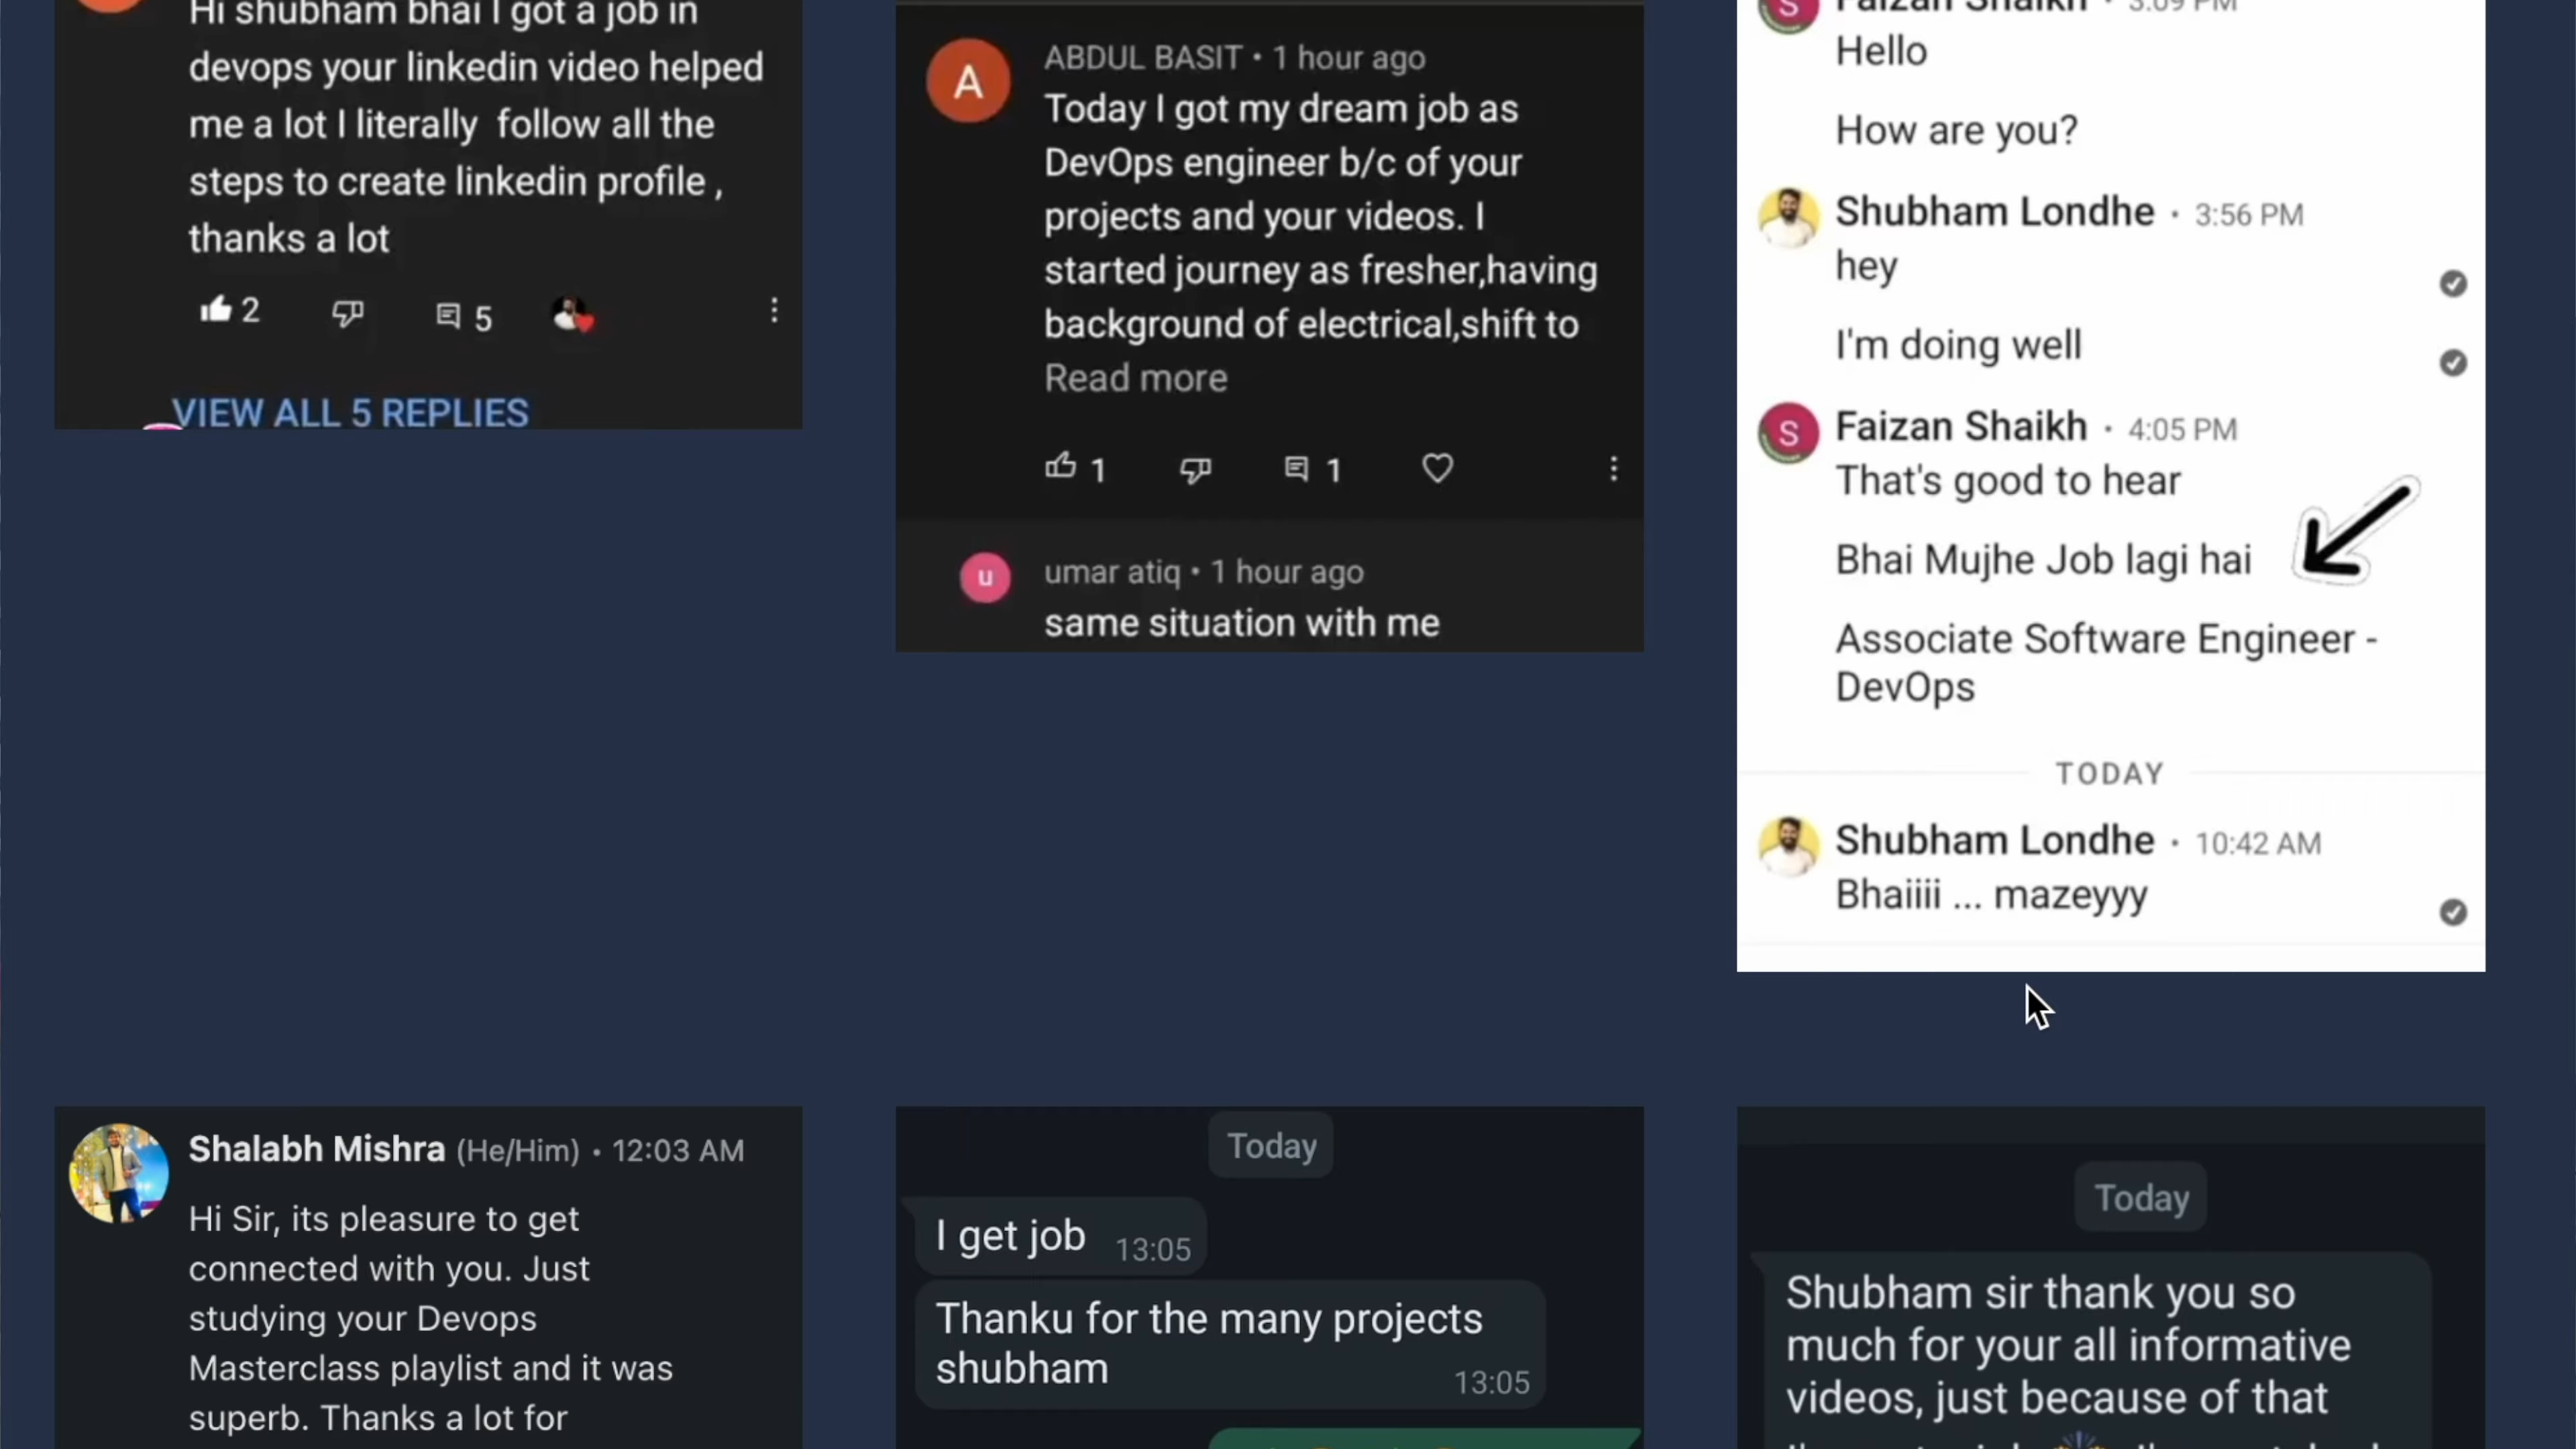 Hi shubham bhai I got a job in
devops your linkedin video helped
me a lot I literally follow all the
steps to create linkedin profile ,
thanks a lot
2
5
VIEW ALL 5 REPLIES
A
ABDUL BASIT • 1 hour ago
Today I got my dream job as
DevOps engineer b/c of your
projects and your videos. I
started journey as fresher,having
background of electrical,shift to
Read more
1
1
u
umar atiq • 1 hour ago
same situation with me
S
Faizan Shaikh • 3:09 PM
Hello
How are you?
Shubham Londhe • 3:56 PM
hey
I'm doing well
S
Faizan Shaikh • 4:05 PM
That's good to hear
Bhai Mujhe Job lagi hai
Associate Software Engineer -
DevOps
TODAY
Shubham Londhe • 10:42 AM
Bhaiiii ... mazeyyy
Shalabh Mishra (He/Him) • 12:03 AM
Hi Sir, its pleasure to get
connected with you. Just
studying your Devops
Masterclass playlist and it was
superb. Thanks a lot for
Today
I get job 13:05
Thanku for the many projects
shubham 13:05
Today
Shubham sir thank you so
much for your all informative
videos, just because of that